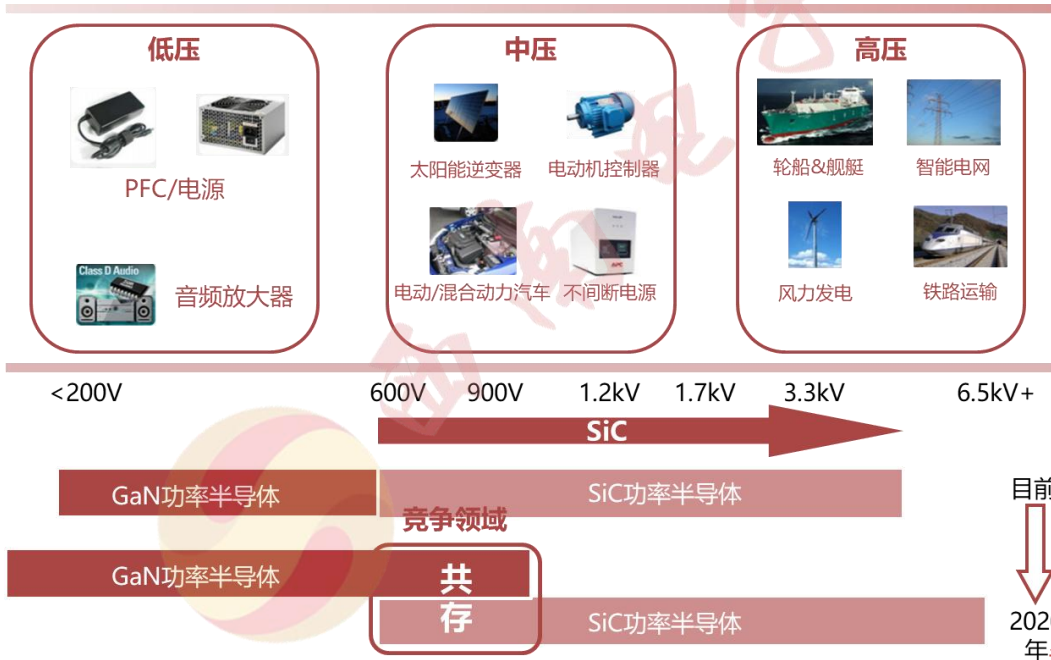 低压
中压
高压
PFC/电源
Class D Audio
音频放大器
太阳能逆变器
电动机控制器
电动/混合动力汽车
不间断电源
APC
轮船&舰艇
智能电网
风力发电
铁路运输
<200V
600V
900V
1.2kV
1.7kV
3.3kV
6.5kV+
SiC
GaN功率半导体
SiC功率半导体
目前
竞争领域
GaN功率半导体
共
存
SiC功率半导体
202
年